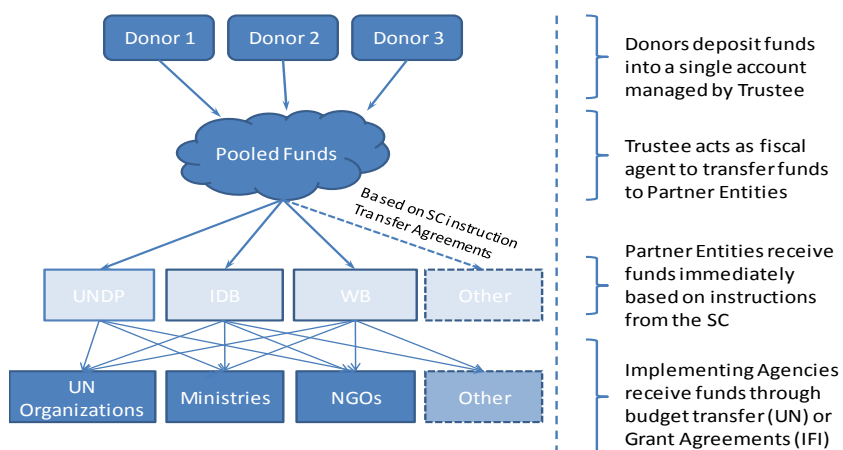 Donor 1
Donor 2
Donor 3
Pooled Funds
Based on SC instruction
Transfer Agreements
UNDP
IDB
WB
Other
UN
Organizations
Ministries
NGOs
Other
Donors deposit funds
into a single account
managed by Trustee
Trustee acts as fiscal
agent to transfer funds
to Partner Entities
Partner Entities receive
funds immediately
based on instructions
from the SC
Implementing Agencies
receive funds through
budget transfer (UN) or
Grant Agreements (IFI)